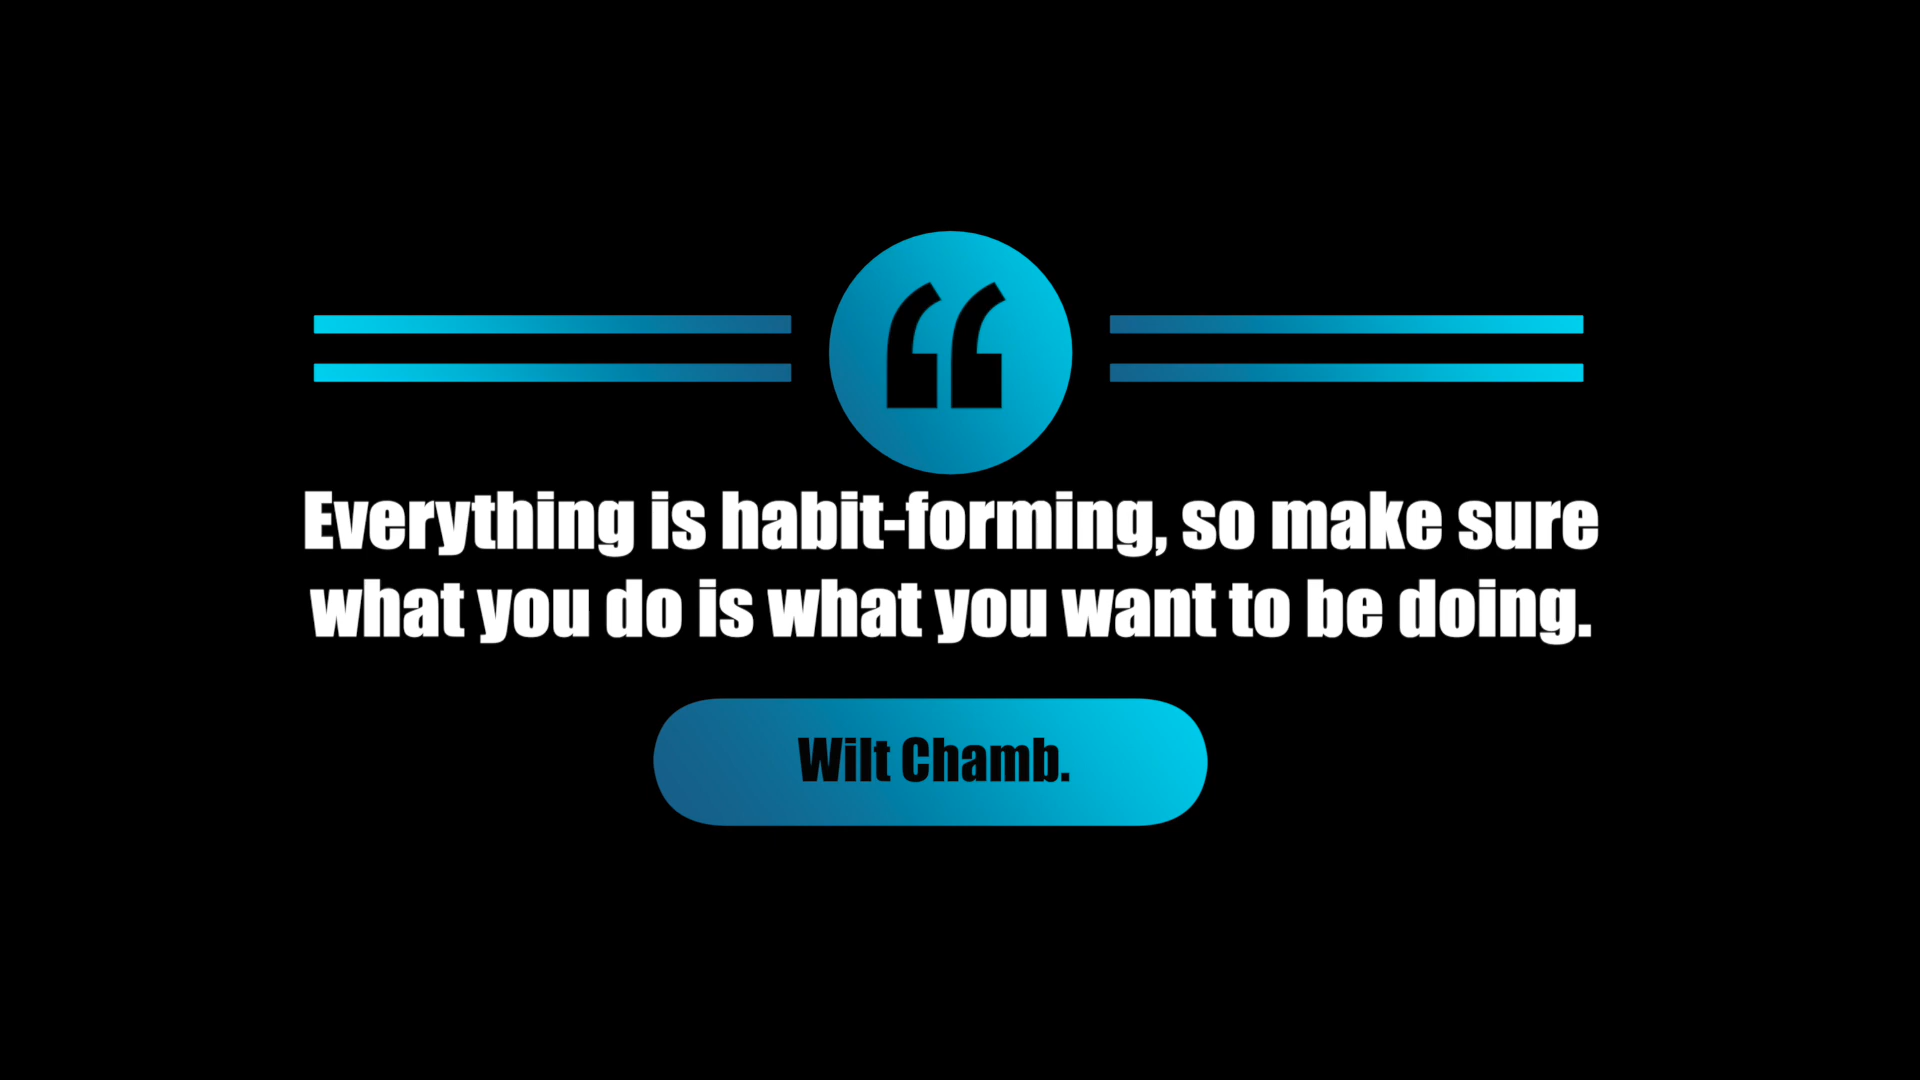 “
Everything is habit-forming, so make sure
what you do is what you want to be doing.
Wilt Chamb.